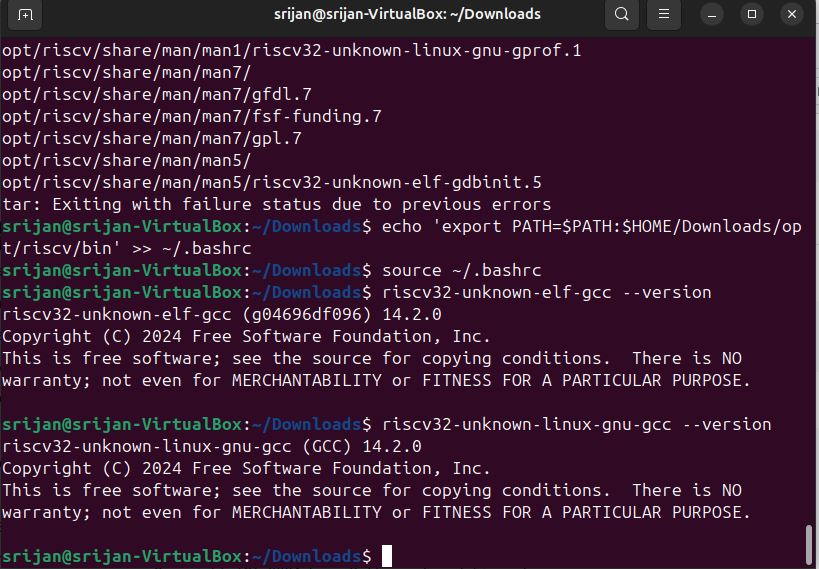 srijan@srijan-VirtualBox: ~/Downloads
opt/riscv/share/man/man1/riscv32-unknown-linux-gnu-gprof.1
opt/riscv/share/man/man7/
opt/riscv/share/man/man7/gfdl.7
opt/riscv/share/man/man7/fsf-funding.7
opt/riscv/share/man/man7/gpl.7
opt/riscv/share/man/man5/
opt/riscv/share/man/man5/riscv32-unknown-elf-gdbinit.5
tar: Exiting with failure status due to previous errors
srijan@srijan-VirtualBox:~/Downloads$ echo 'export PATH=$PATH:$HOME/Downloads/op
t/riscv/bin' >> ~/.bashrc
srijan@srijan-VirtualBox:~/Downloads$ source ~/.bashrc
srijan@srijan-VirtualBox:~/Downloads$ riscv32-unknown-elf-gcc --version
riscv32-unknown-elf-gcc (g04696df096) 14.2.0
Copyright (C) 2024 Free Software Foundation, Inc.
This is free software; see the source for copying conditions.  There is NO
warranty; not even for MERCHANTABILITY or FITNESS FOR A PARTICULAR PURPOSE.
srijan@srijan-VirtualBox:~/Downloads$ riscv32-unknown-linux-gnu-gcc --version
riscv32-unknown-linux-gnu-gcc (GCC) 14.2.0
Copyright (C) 2024 Free Software Foundation, Inc.
This is free software; see the source for copying conditions.  There is NO
warranty; not even for MERCHANTABILITY or FITNESS FOR A PARTICULAR PURPOSE.
srijan@srijan-VirtualBox:~/Downloads$